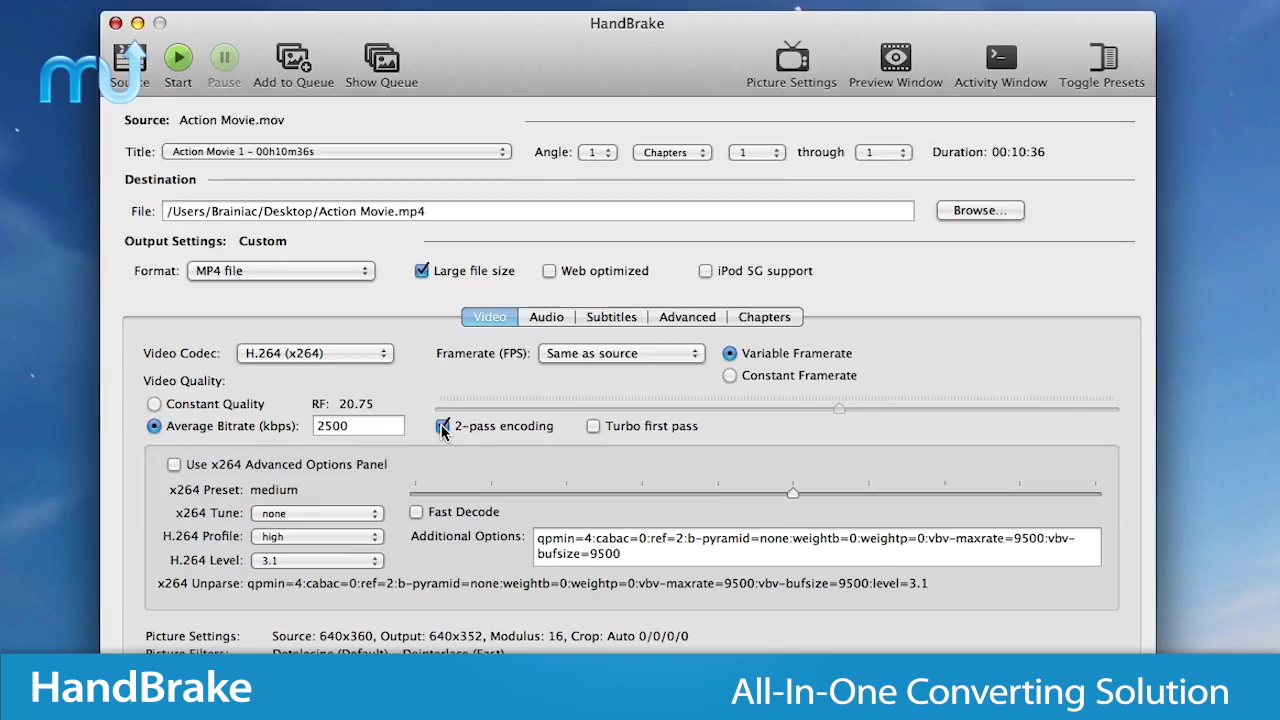 HandBrake
Source Start Pause Add to Queue Show Queue Picture Settings Preview Window Activity Window Toggle Presets
Source: Action Movie.mov
Title: Action Movie 1 - 00h10m36s Angle: 1 Chapters 1 through 1 Duration: 00:10:36
Destination
File: /Users/Brainiac/Desktop/Action Movie.mp4 Browse...
Output Settings: Custom
Format: MP4 file Large file size Web optimized iPod 5G support
Video Audio Subtitles Advanced Chapters
Video Codec: H.264 (x264) Framerate (FPS): Same as source Variable Framerate
Constant Framerate
Video Quality:
Constant Quality RF: 20.75
Average Bitrate (kbps): 2500 2-pass encoding Turbo first pass
Use x264 Advanced Options Panel
x264 Preset: medium
x264 Tune: none Fast Decode
H.264 Profile: high Additional Options: qpmin=4:cabac=0:ref=2:b-pyramid=none:weightb=0:weightp=0:vbv-maxrate=9500:vbv-
bufsize=9500
H.264 Level: 3.1
x264 Unparse: qpmin=4:cabac=0:ref=2:b-pyramid=none:weightb=0:weightp=0:vbv-maxrate=9500:vbv-bufsize=9500:level=3.1
Picture Settings: Source: 640x360, Output: 640x352, Modulus: 16, Crop: Auto 0/0/0/0
Picture Filters: Detelecine (Default) - Deinterlace (Fast)
HandBrake All-In-One Converting Solution